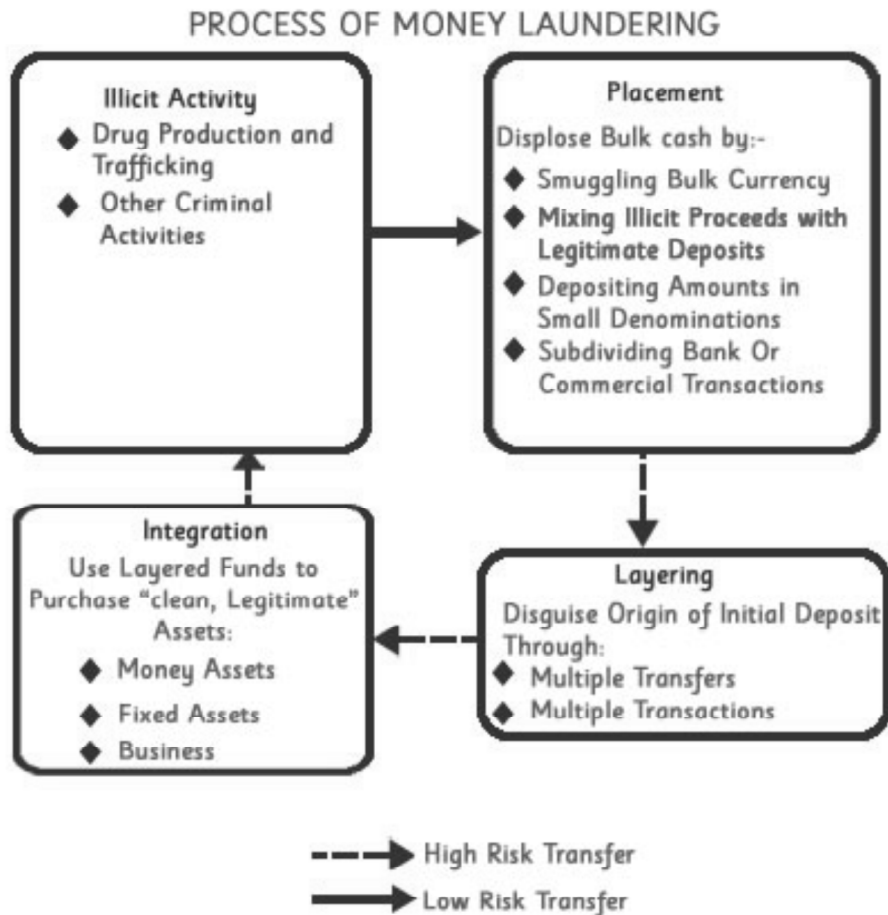 PROCESS OF MONEY LAUNDERING
Illicit Activity
Drug Production and
Trafficking
Other Criminal
Activities
Placement
Displose Bulk cash by:-
Smuggling Bulk Currency
Mixing Illicit Proceeds with
Legitimate Deposits
Depositing Amounts in
Small Denominations
Subdividing Bank Or
Commercial Transactions
Integration
Use Layered Funds to
Purchase “clean, Legitimate”
Assets:
Money Assets
Fixed Assets
Business
Layering
Disguise Origin of Initial Deposit
Through:
Multiple Transfers
Multiple Transactions
High Risk Transfer
Low Risk Transfer